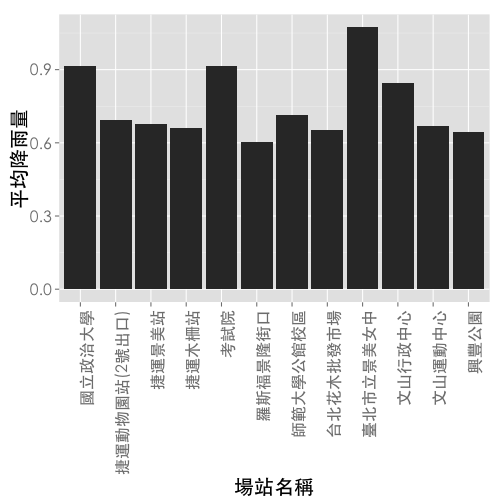 平均降雨量
0.9
0.6
0.3
0.0
國立政治大學
捷運動物園站(2號出口)
捷運景美站
捷運木柵站
考試院
羅斯福景隆街口
師範大學公館校區
台北花木批發市場
臺北市立景美女中
文山行政中心
文山運動中心
興豐公園
場站名稱